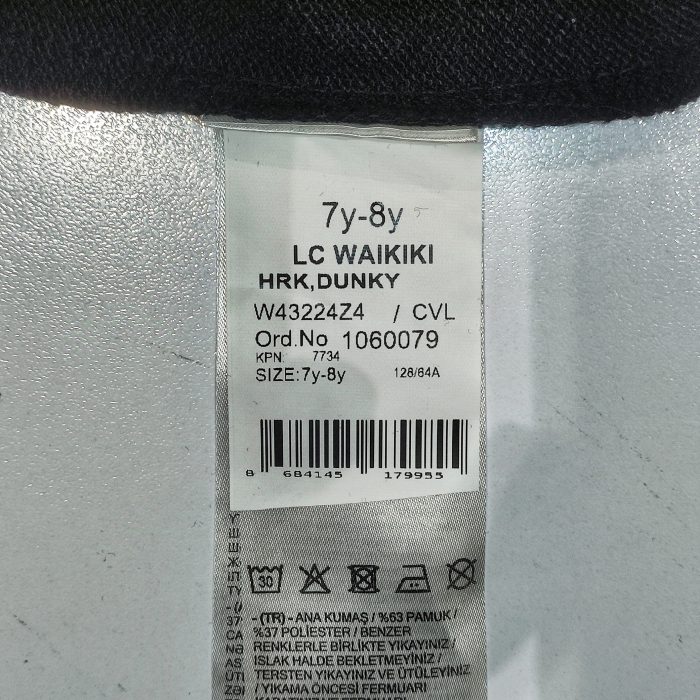 7y-8y
LC WAIKIKI
HRK,DUNKY
W43224Z4 / CVL
Ord.No 1060079
KPN: 7734
SIZE:7y-8y 128/64A
8 684145 179955
30
- (TR) - ANA KUMAŞ / %63 PAMUK /
%37 POLIESTER / BENZER
RENKLERLE BİRLİKTE YIKAYINIZ /
ISLAK HALDE BEKLETMEYİNİZ /
TERSTEN YIKAYINIZ VE ÜTÜLEYİNİZ
/ YIKAMA ÖNCESİ FERMUARI